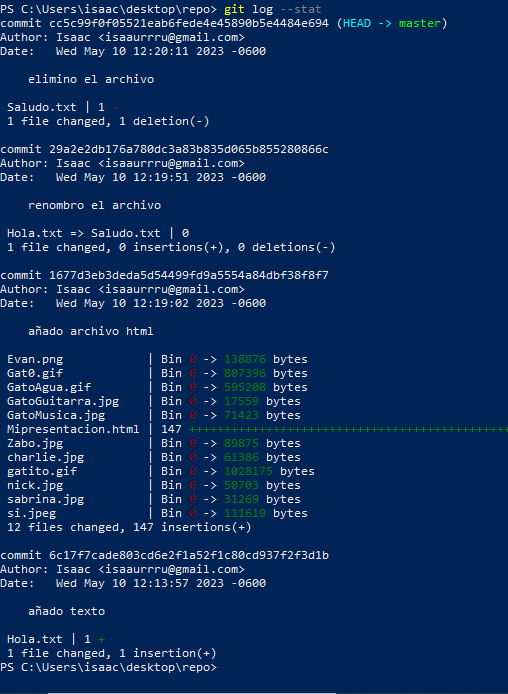 PS C:\Users\isaac\desktop\repo> git log --stat
commit cc5c99f0f05521eab6fede4e45890b5e4484e694 (HEAD -> master)
Author: Isaac <isaaurrru@gmail.com>
Date:   Wed May 10 12:20:11 2023 -0600
    elimino el archivo
 Saludo.txt | 1 -
 1 file changed, 1 deletion(-)
commit 29a2e2db176a780dc3a83b835d065b855280866c
Author: Isaac <isaaurrru@gmail.com>
Date:   Wed May 10 12:19:51 2023 -0600
    renombro el archivo
 Hola.txt => Saludo.txt | 0
 1 file changed, 0 insertions(+), 0 deletions(-)
commit 1677d3eb3deda5d54499fd9a5554a84dbf38f8f7
Author: Isaac <isaaurrru@gmail.com>
Date:   Wed May 10 12:19:02 2023 -0600
    añado archivo html
 Evan.png            | Bin 0 -> 138876 bytes
 Gat0.gif            | Bin 0 -> 807396 bytes
 GatoAgua.gif        | Bin 0 -> 595208 bytes
 GatoGuitarra.jpg    | Bin 0 -> 17559 bytes
 GatoMusica.jpg      | Bin 0 -> 71423 bytes
 Mipresentacion.html | 147 ++++++++++++++++++++++++++++++++++++++++++++++
 Zabo.jpg            | Bin 0 -> 89875 bytes
 charlie.jpg         | Bin 0 -> 61386 bytes
 gatito.gif          | Bin 0 -> 1028175 bytes
 nick.jpg            | Bin 0 -> 50703 bytes
 sabrina.jpg         | Bin 0 -> 31269 bytes
 si.jpeg             | Bin 0 -> 111619 bytes
 12 files changed, 147 insertions(+)
commit 6c17f7cade803cd6e2f1a52f1c80cd937f2f3d1b
Author: Isaac <isaaurrru@gmail.com>
Date:   Wed May 10 12:13:57 2023 -0600
    añado texto
 Hola.txt | 1 +
 1 file changed, 1 insertion(+)
PS C:\Users\isaac\desktop\repo>